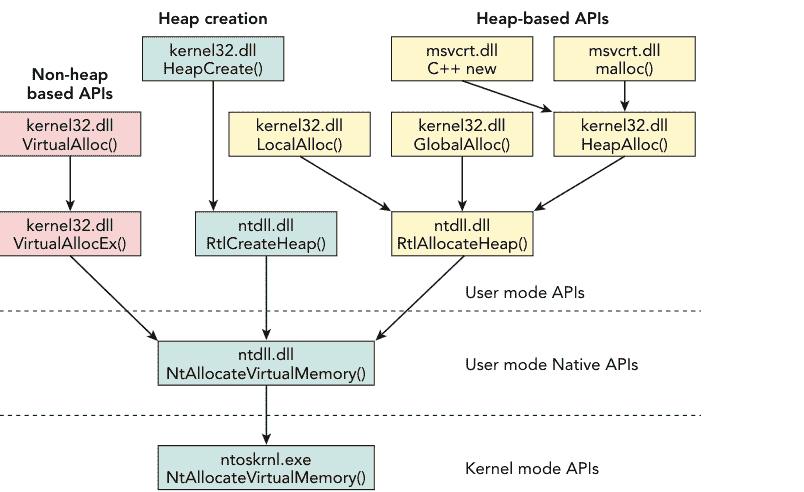 Heap creation
Heap-based APIs
kernel32.dll
HeapCreate()
msvcrt.dll
C++ new
msvcrt.dll
malloc()
Non-heap
based APIs
kernel32.dll
VirtualAlloc()
kernel32.dll
LocalAlloc()
kernel32.dll
GlobalAlloc()
kernel32.dll
HeapAlloc()
kernel32.dll
VirtualAllocEx()
ntdll.dll
RtlCreateHeap()
ntdll.dll
RtlAllocateHeap()
User mode APIs
ntdll.dll
NtAllocateVirtualMemory()
User mode Native APIs
ntoskrnl.exe
NtAllocateVirtualMemory()
Kernel mode APIs